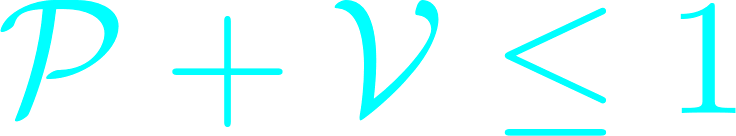 𝒫 + 𝒱 ≤ 1